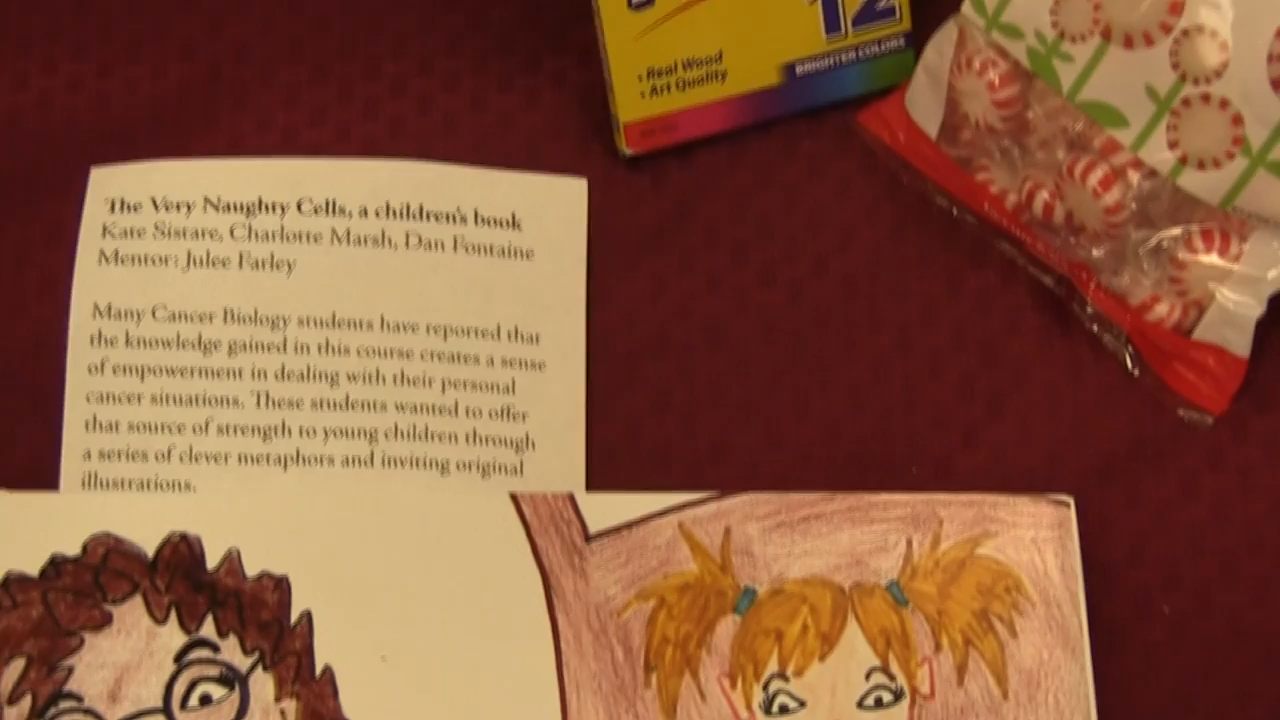 12
BRIGHTER COLORS
• Real Wood
• Art Quality
The Very Naughty Cells, a children's book
Kate Sistare, Charlotte Marsh, Dan Fontaine
Mentor: Julee Farley
Many Cancer Biology students have reported that
the knowledge gained in this course creates a sense
of empowerment in dealing with their personal
cancer situations. These students wanted to offer
that source of strength to young children through
a series of clever metaphors and inviting original
illustrations.